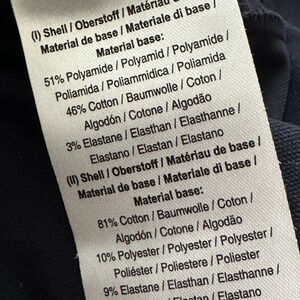 (I) Shell / Oberstoff / Matériau de base /
Material de base / Materiale di base /
Material base:
51% Polyamide / Polyamid / Polyamide /
Poliamida / Poliammidica / Poliamida
46% Cotton / Baumwolle / Coton /
Algodón / Cotone / Algodão
3% Elastane / Elasthan / Elasthanne /
Elastano / Elastan / Elastano
(II) Shell / Oberstoff / Matériau de base /
Material de base / Materiale di base /
Material base:
81% Cotton / Baumwolle / Coton /
Algodón / Cotone / Algodão
10% Polyester / Polyester / Polyester /
Poliéster / Poliestere / Poliéster
9% Elastane / Elasthan / Elasthanne /
Elastano / Elastan / Elastano